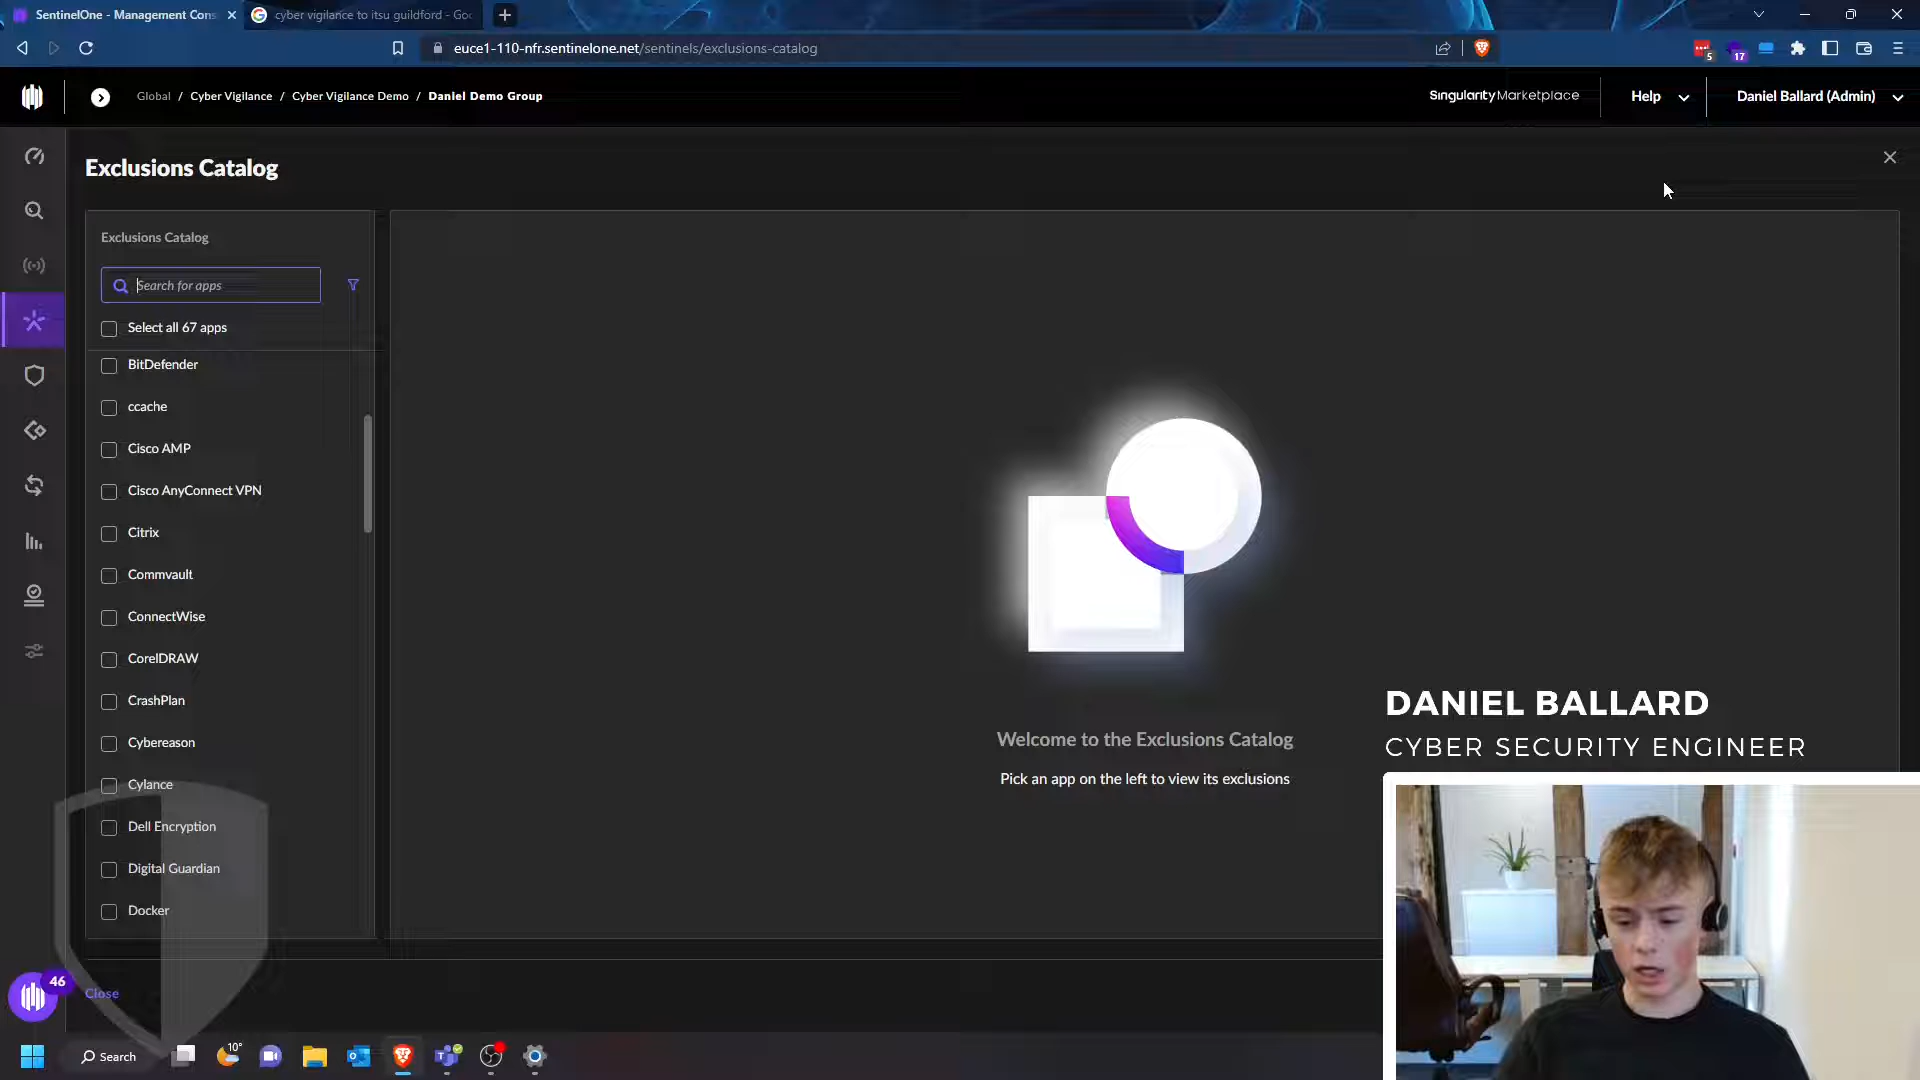 SentinelOne - Management Cons
cyber vigilance to itsu guildford - Goo
euce1-110-nfr.sentinelone.net/sentinels/exclusions-catalog
5
17
Global / Cyber Vigilance / Cyber Vigilance Demo / Daniel Demo Group
Singularity Marketplace
Help
Daniel Ballard (Admin)
Exclusions Catalog
Exclusions Catalog
Search for apps
Select all 67 apps
BitDefender
ccache
Cisco AMP
Cisco AnyConnect VPN
Citrix
Commvault
ConnectWise
CorelDRAW
CrashPlan
Cybereason
Cylance
Dell Encryption
Digital Guardian
Docker
Welcome to the Exclusions Catalog
Pick an app on the left to view its exclusions
DANIEL BALLARD
CYBER SECURITY ENGINEER
46
Close
Search
10°